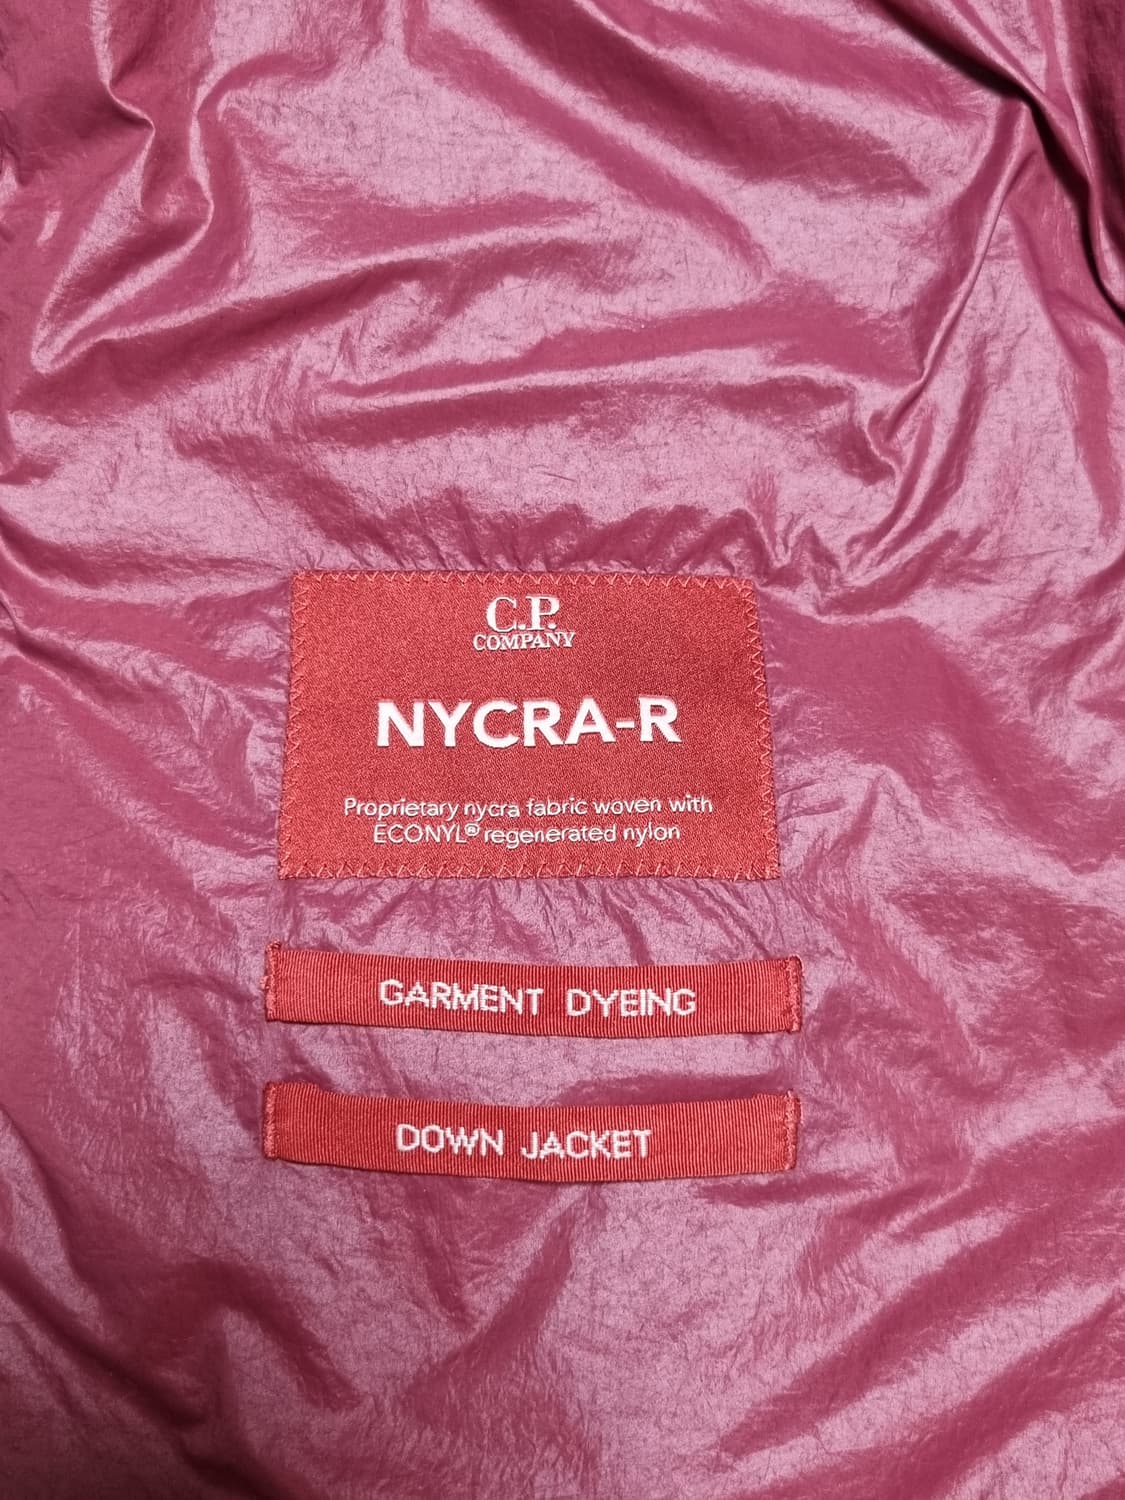 C.P.
COMPANY
NYCRA-R
Proprietary nycra fabric woven with
ECONYL® regenerated nylon
GARMENT DYEING
DOWN JACKET